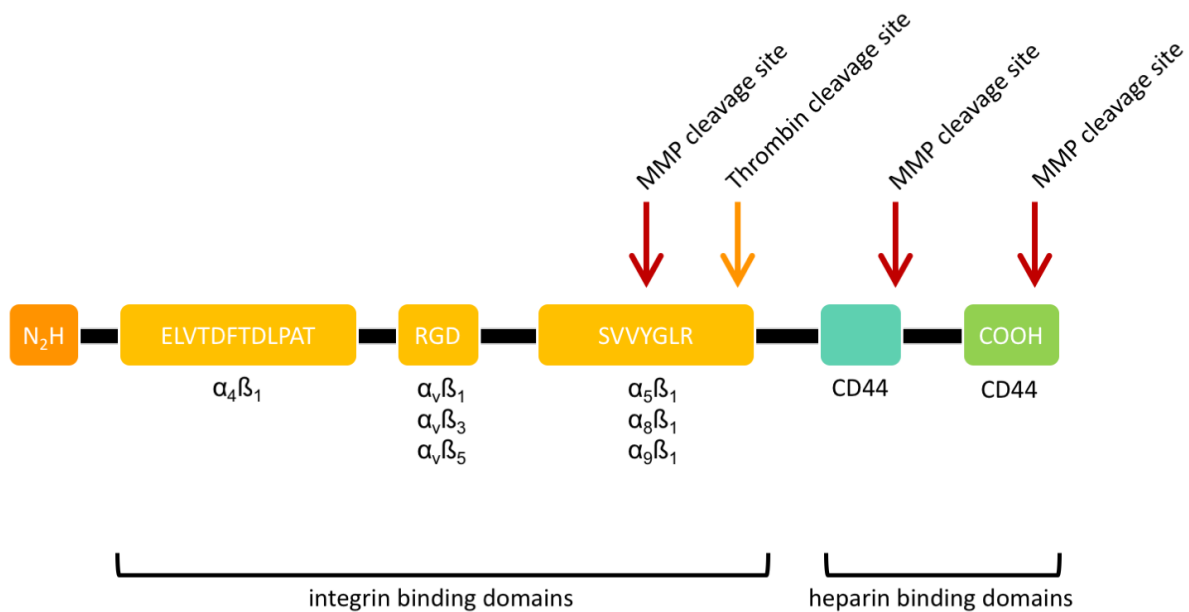 MMP cleavage site
Thrombin cleavage site
MMP cleavage site
MMP cleavage site
N₂H
ELVTDFTDLPAT
RGD
SVVYGLR
COOH
α₄ß₁
αᵥß₁
αᵥß₃
αᵥß₅
α₅ß₁
α₈ß₁
α₉ß₁
CD44
CD44
integrin binding domains
heparin binding domains